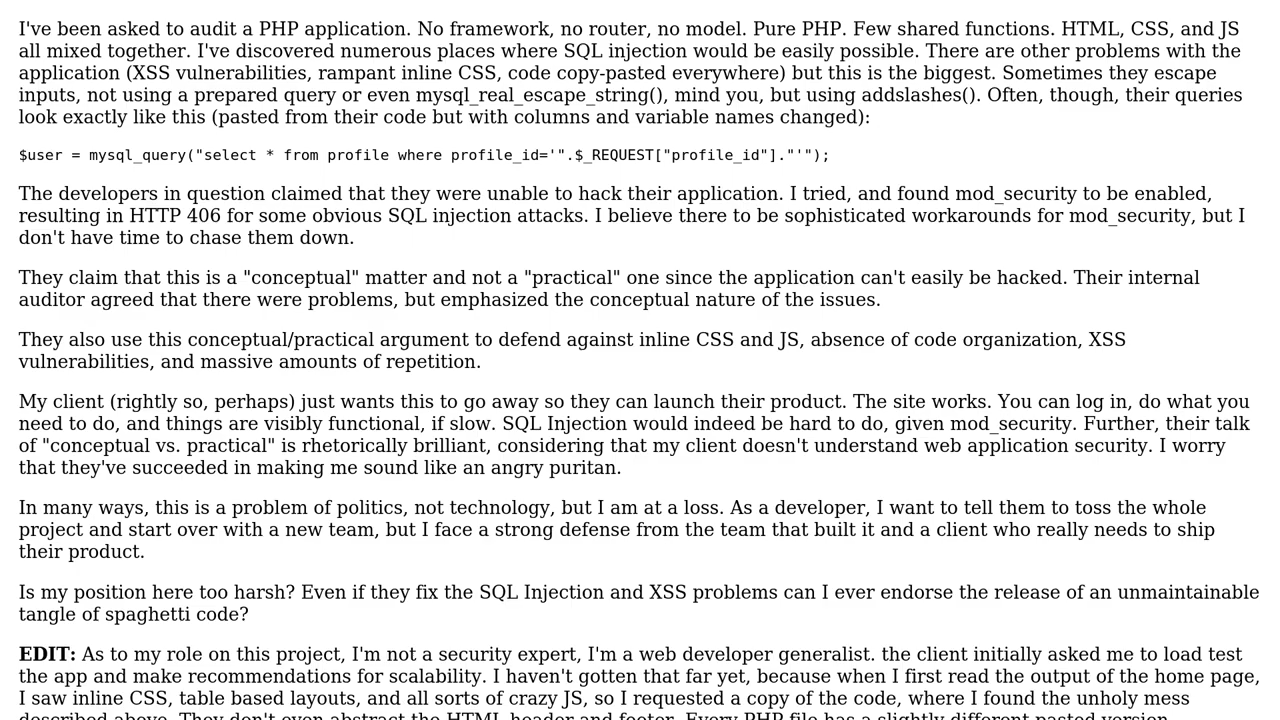 I've been asked to audit a PHP application. No framework, no router, no model. Pure PHP. Few shared functions. HTML, CSS, and JS
all mixed together. I've discovered numerous places where SQL injection would be easily possible. There are other problems with the
application (XSS vulnerabilities, rampant inline CSS, code copy-pasted everywhere) but this is the biggest. Sometimes they escape
inputs, not using a prepared query or even mysql_real_escape_string(), mind you, but using addslashes(). Often, though, their queries
look exactly like this (pasted from their code but with columns and variable names changed):
$user = mysql_query("select * from profile where profile_id='".$_REQUEST["profile_id"]."'");
The developers in question claimed that they were unable to hack their application. I tried, and found mod_security to be enabled,
resulting in HTTP 406 for some obvious SQL injection attacks. I believe there to be sophisticated workarounds for mod_security, but I
don't have time to chase them down.
They claim that this is a "conceptual" matter and not a "practical" one since the application can't easily be hacked. Their internal
auditor agreed that there were problems, but emphasized the conceptual nature of the issues.
They also use this conceptual/practical argument to defend against inline CSS and JS, absence of code organization, XSS
vulnerabilities, and massive amounts of repetition.
My client (rightly so, perhaps) just wants this to go away so they can launch their product. The site works. You can log in, do what you
need to do, and things are visibly functional, if slow. SQL Injection would indeed be hard to do, given mod_security. Further, their talk
of "conceptual vs. practical" is rhetorically brilliant, considering that my client doesn't understand web application security. I worry
that they've succeeded in making me sound like an angry puritan.
In many ways, this is a problem of politics, not technology, but I am at a loss. As a developer, I want to tell them to toss the whole
project and start over with a new team, but I face a strong defense from the team that built it and a client who really needs to ship
their product.
Is my position here too harsh? Even if they fix the SQL Injection and XSS problems can I ever endorse the release of an unmaintainable
tangle of spaghetti code?
EDIT: As to my role on this project, I'm not a security expert, I'm a web developer generalist. the client initially asked me to load test
the app and make recommendations for scalability. I haven't gotten that far yet, because when I first read the output of the home page,
I saw inline CSS, table based layouts, and all sorts of crazy JS, so I requested a copy of the code, where I found the unholy mess
described above. They don't even abstract the HTML header and footer. Every PHP file has a slightly different pasted version